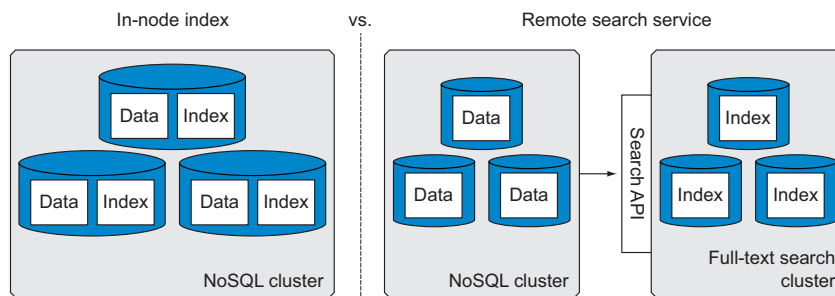 In-node index
vs.
Remote search service
Data
Index
Data
Index
Data
Index
NoSQL cluster
Data
Data
Data
NoSQL cluster
Search API
Index
Index
Index
Full-text search
cluster